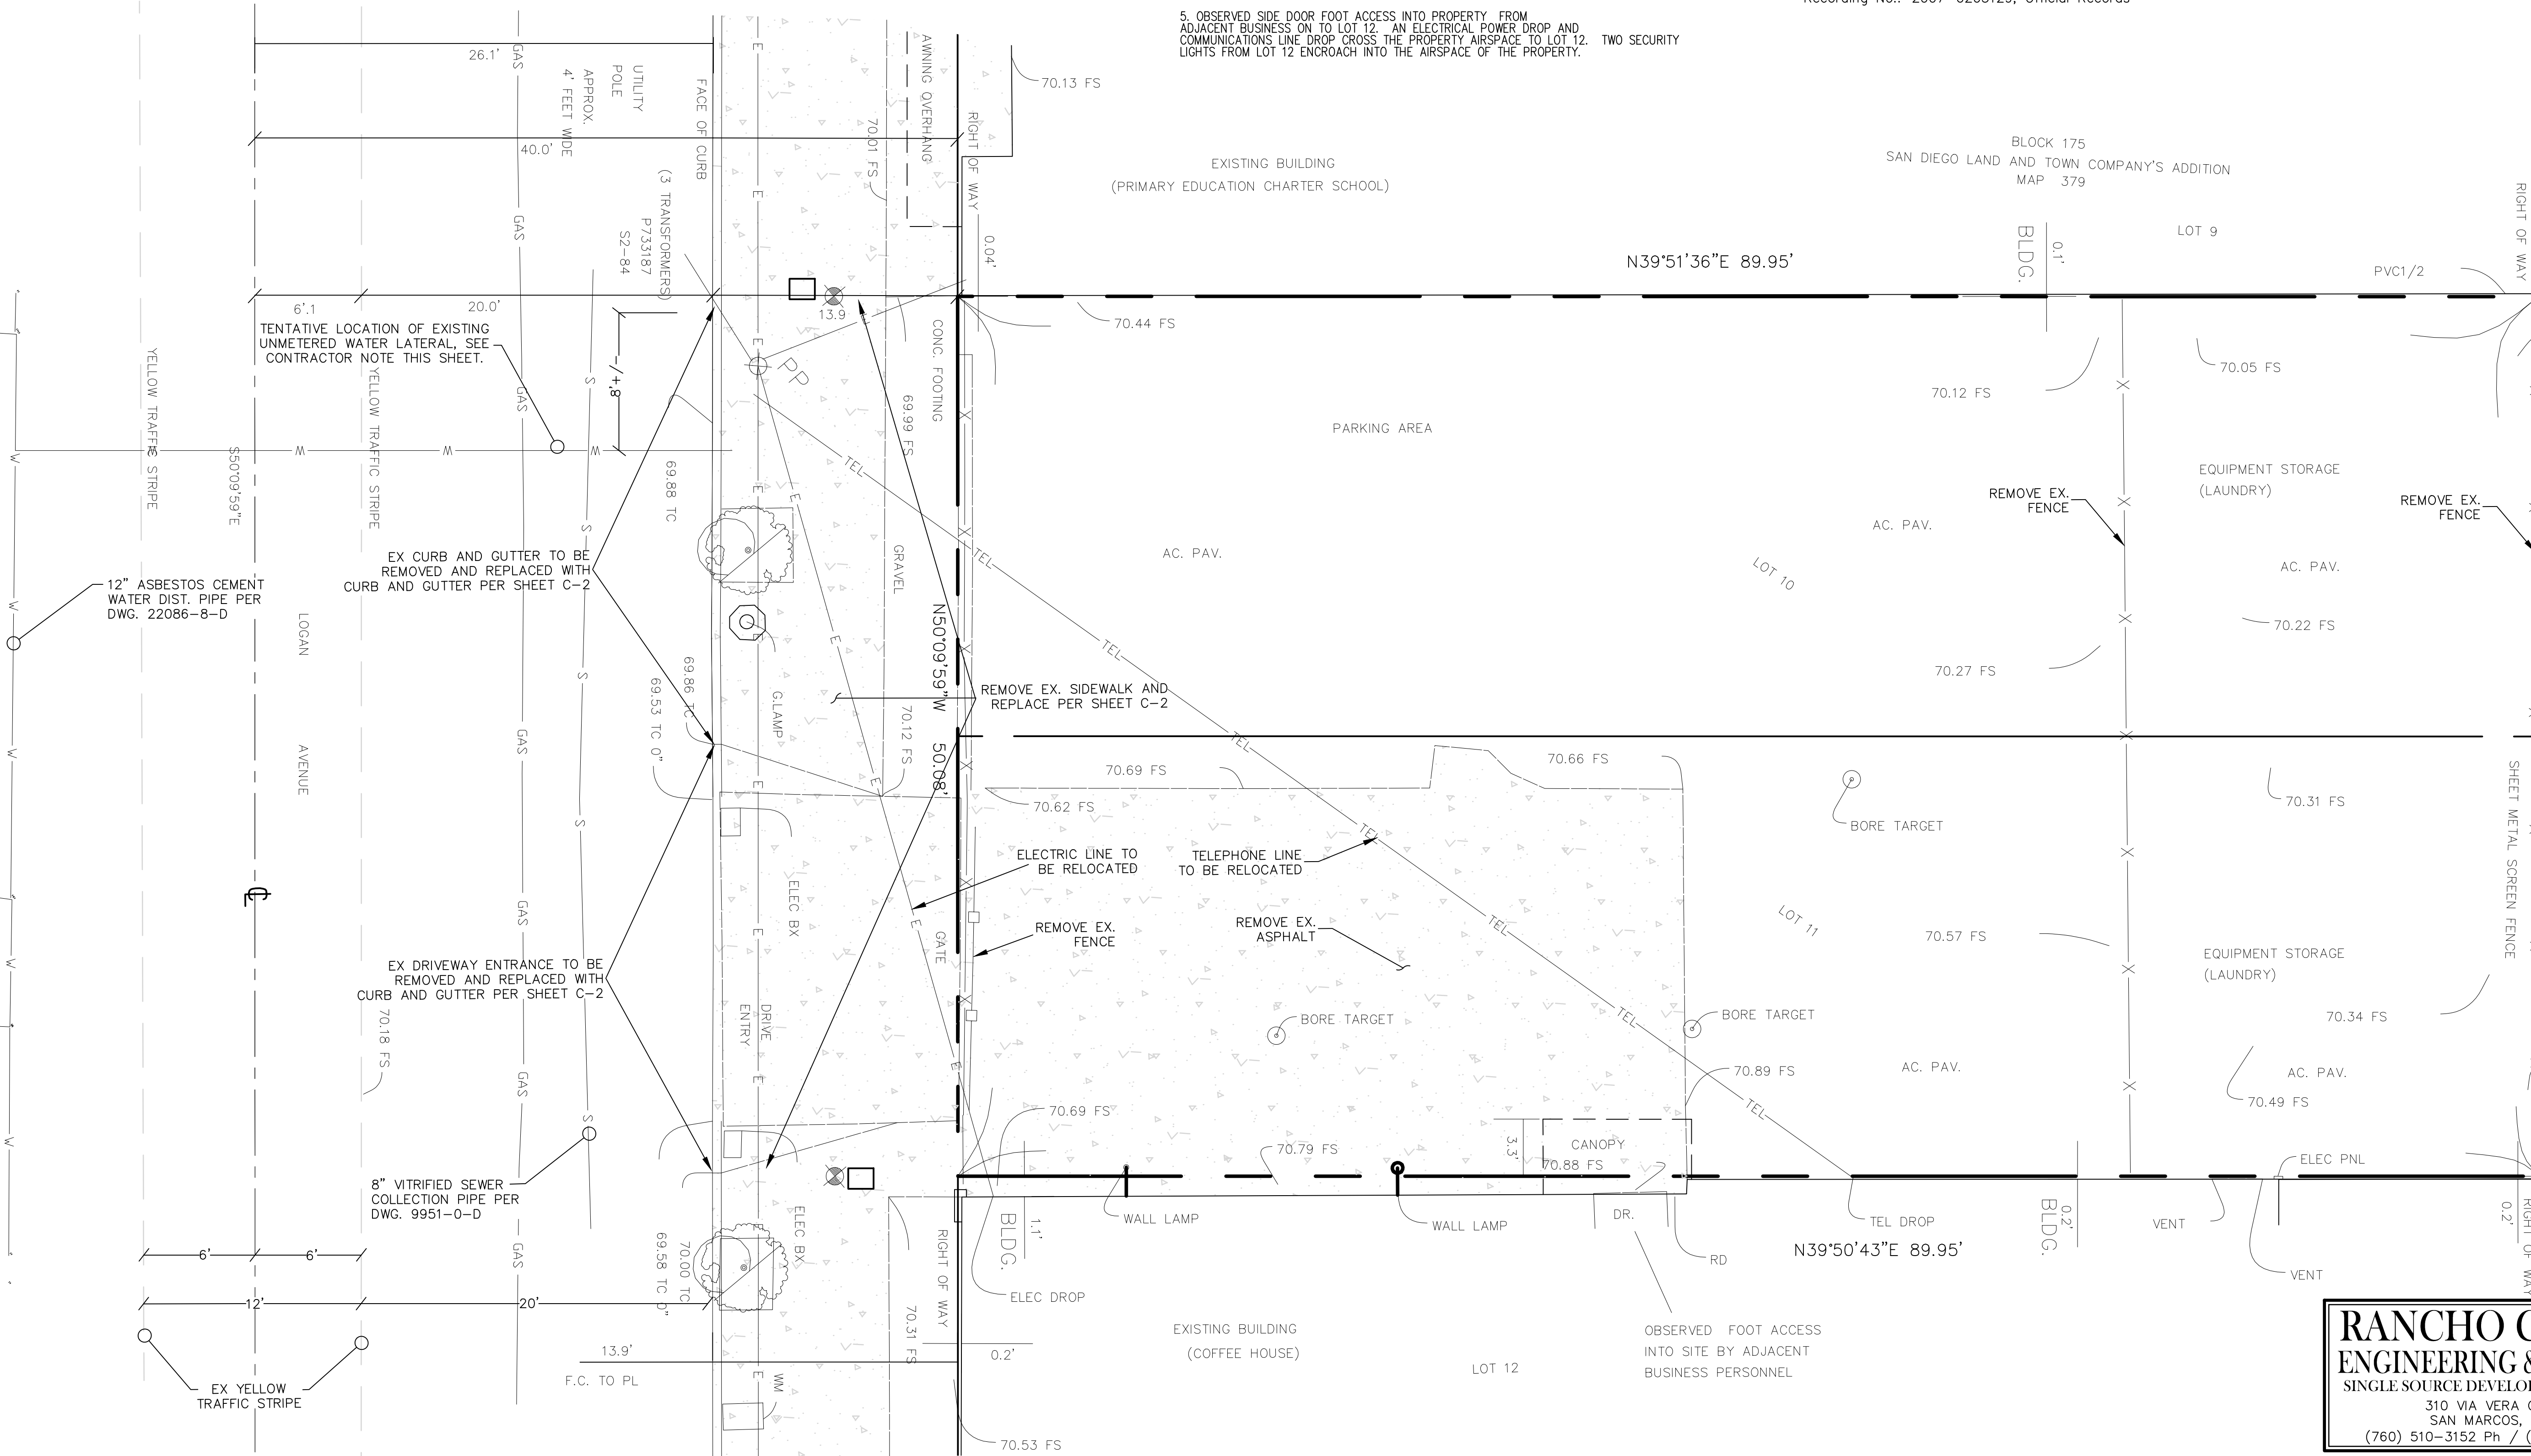 Recording No.: 2007-0208129, Official Records
5. OBSERVED SIDE DOOR FOOT ACCESS INTO PROPERTY FROM
ADJACENT BUSINESS ON TO LOT 12. AN ELECTRICAL POWER DROP AND
COMMUNICATIONS LINE DROP CROSS THE PROPERTY AIRSPACE TO LOT 12. TWO SECURITY
LIGHTS FROM LOT 12 ENCROACH INTO THE AIRSPACE OF THE PROPERTY.
26.1'
40.0'
UTILITY
POLE
APPROX.
4' FEET WIDE
FACE OF CURB
AWNING OVERHANG
RIGHT OF WAY
70.13 FS
70.01 FS
(3 TRANSFORMERS)
P733187
S2-84
0.04'
EXISTING BUILDING
(PRIMARY EDUCATION CHARTER SCHOOL)
BLOCK 175
SAN DIEGO LAND AND TOWN COMPANY'S ADDITION
MAP 379
LOT 9
RIGHT OF WAY
BLDG.
0.1'
N39°51'36"E 89.95'
PVC1/2
6'.1
20.0'
13.9
70.44 FS
TENTATIVE LOCATION OF EXISTING
UNMETERED WATER LATERAL, SEE
CONTRACTOR NOTE THIS SHEET.
8'+/-
PP
CONC. FOOTING
69.99 FS
YELLOW TRAFFIC STRIPE
YELLOW TRAFFIC STRIPE
S50°09'59"E
69.88 TC
PARKING AREA
70.12 FS
70.05 FS
EQUIPMENT STORAGE
(LAUNDRY)
REMOVE EX.
FENCE
REMOVE EX.
FENCE
AC. PAV.
AC. PAV.
AC. PAV.
LOT 10
70.22 FS
70.27 FS
EX CURB AND GUTTER TO BE
REMOVED AND REPLACED WITH
CURB AND GUTTER PER SHEET C-2
12" ASBESTOS CEMENT
WATER DIST. PIPE PER
DWG. 22086-8-D
LOGAN
AVENUE
GRAVEL
N50°09'59"W 50.08'
69.86 TC
69.53 TC 0"
G.LAMP
70.12 FS
REMOVE EX. SIDEWALK AND
REPLACE PER SHEET C-2
70.69 FS
70.66 FS
70.62 FS
BORE TARGET
70.31 FS
SHEET METAL SCREEN FENCE
ELECTRIC LINE TO
BE RELOCATED
TELEPHONE LINE
TO BE RELOCATED
ELEC BX
GATE
REMOVE EX.
FENCE
REMOVE EX.
ASPHALT
LOT 11
70.57 FS
EQUIPMENT STORAGE
(LAUNDRY)
EX DRIVEWAY ENTRANCE TO BE
REMOVED AND REPLACED WITH
CURB AND GUTTER PER SHEET C-2
70.18 FS
DRIVE
ENTRY
BORE TARGET
BORE TARGET
70.34 FS
70.89 FS
AC. PAV.
AC. PAV.
70.49 FS
70.69 FS
70.79 FS
3.3'
CANOPY
70.88 FS
ELEC PNL
8" VITRIFIED SEWER
COLLECTION PIPE PER
DWG. 9951-0-D
69.58 TC 0"
70.00 TC
ELEC BX
RIGHT OF WAY
BLDG.
1.1'
WALL LAMP
WALL LAMP
DR.
RD
TEL DROP
BLDG.
0.2'
VENT
VENT
0.2'
RIGHT OF WAY
N39°50'43"E 89.95'
6'
6'
12'
20'
ELEC DROP
70.31 FS
13.9'
F.C. TO PL
WM
0.2'
EXISTING BUILDING
(COFFEE HOUSE)
LOT 12
OBSERVED FOOT ACCESS
INTO SITE BY ADJACENT
BUSINESS PERSONNEL
EX YELLOW
TRAFFIC STRIPE
70.53 FS
RANCHO C
ENGINEERING &
SINGLE SOURCE DEVELO
310 VIA VERA
SAN MARCOS,
(760) 510-3152 Ph / (